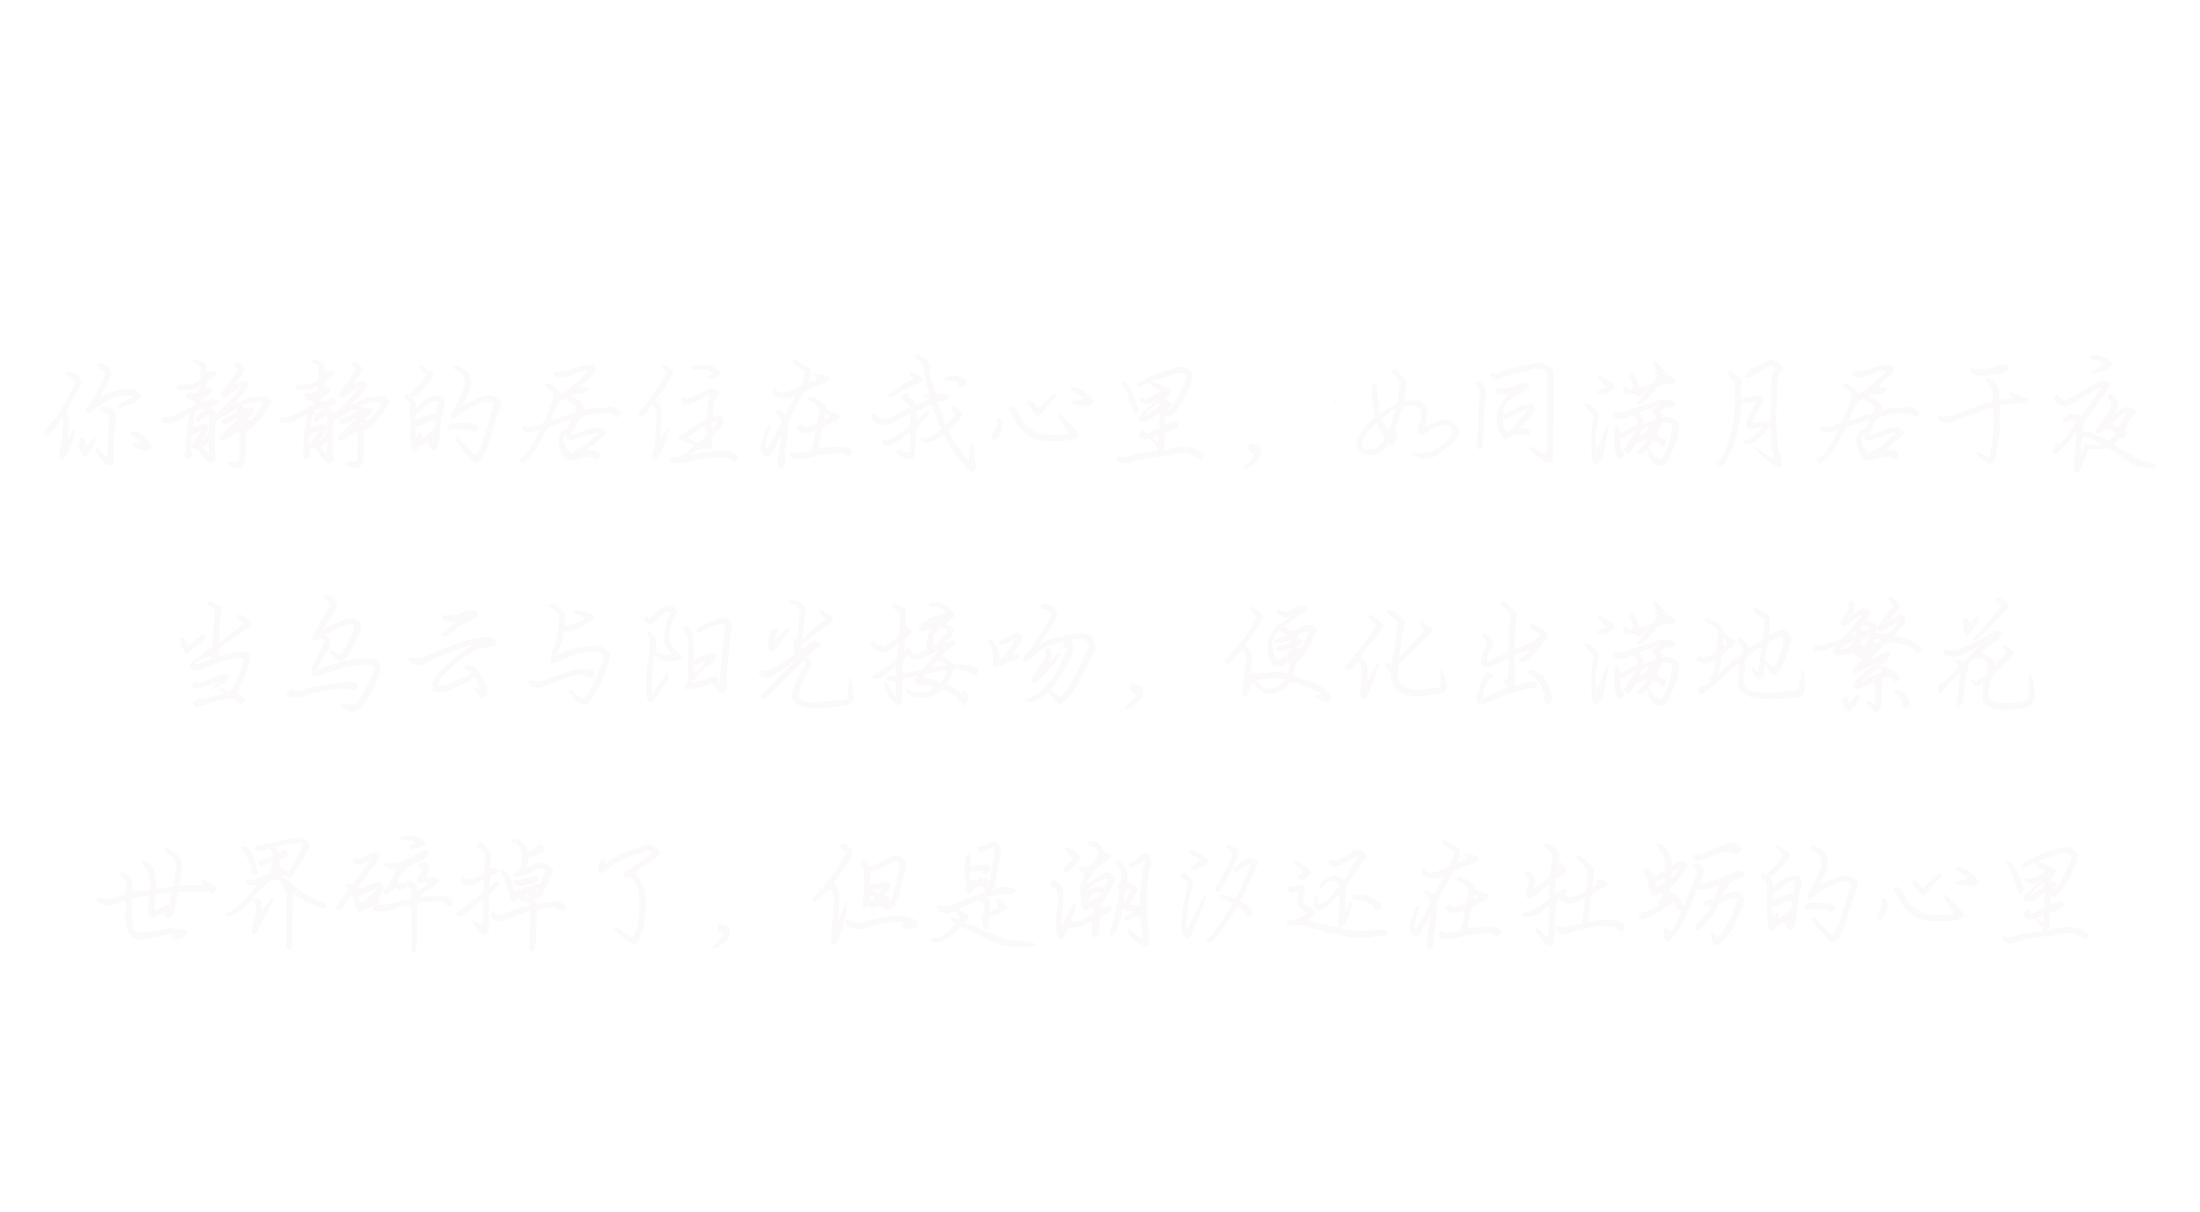 你静静的居住在我心里，如同满月居于夜
当乌云与阳光接吻，便化出满地繁花
世界碎掉了，但是潮汐还在牡蛎的心里